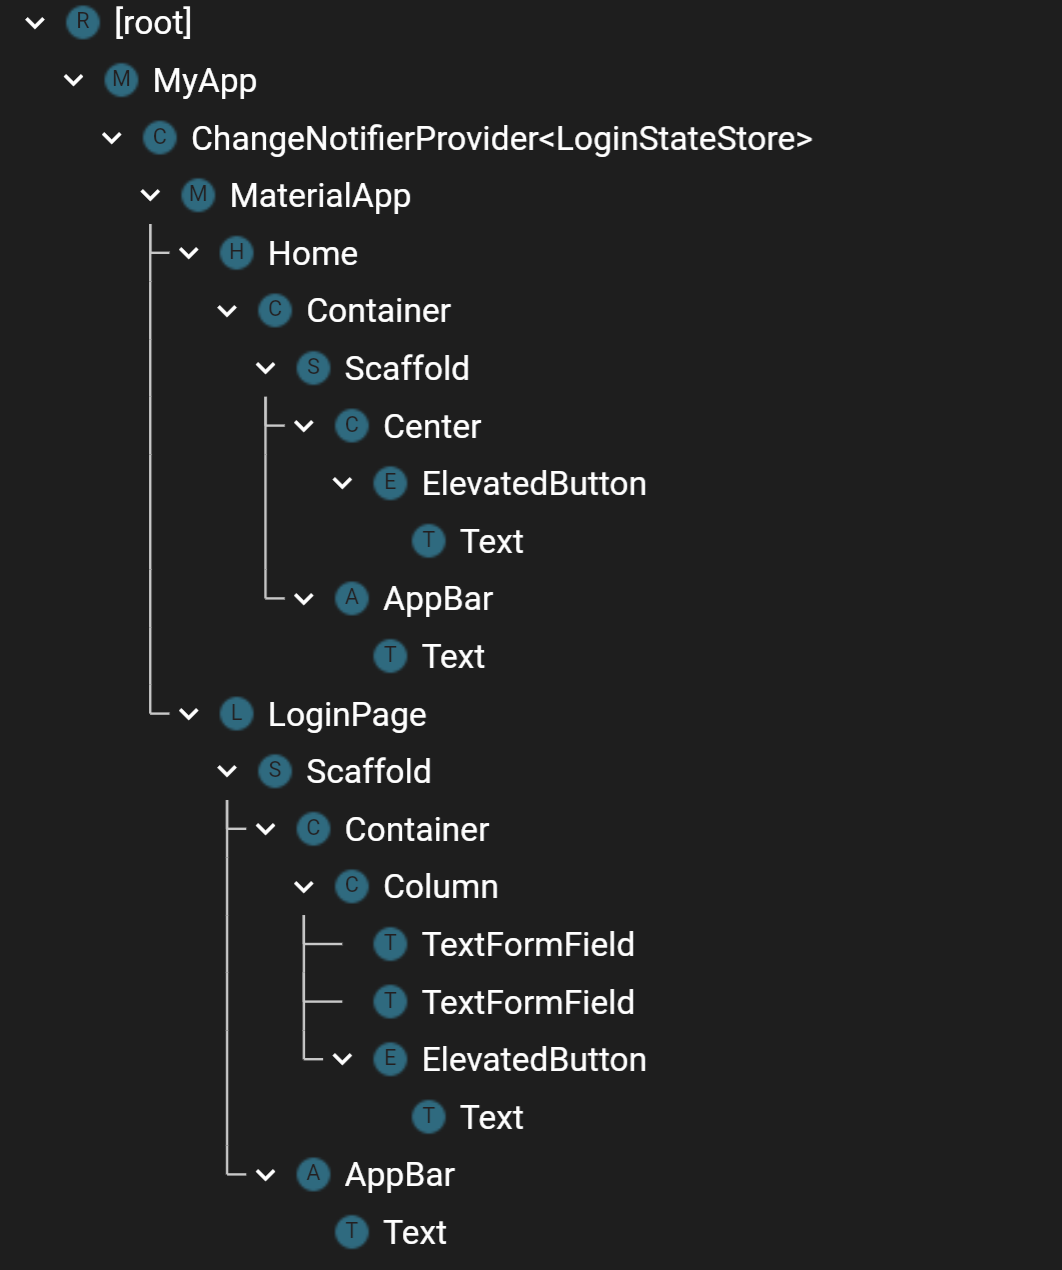 R [root]
M MyApp
C ChangeNotifierProvider<LoginStateStore>
M MaterialApp
H Home
C Container
S Scaffold
C Center
E ElevatedButton
T Text
A AppBar
T Text
L LoginPage
S Scaffold
C Container
C Column
T TextFormField
T TextFormField
E ElevatedButton
T Text
A AppBar
T Text